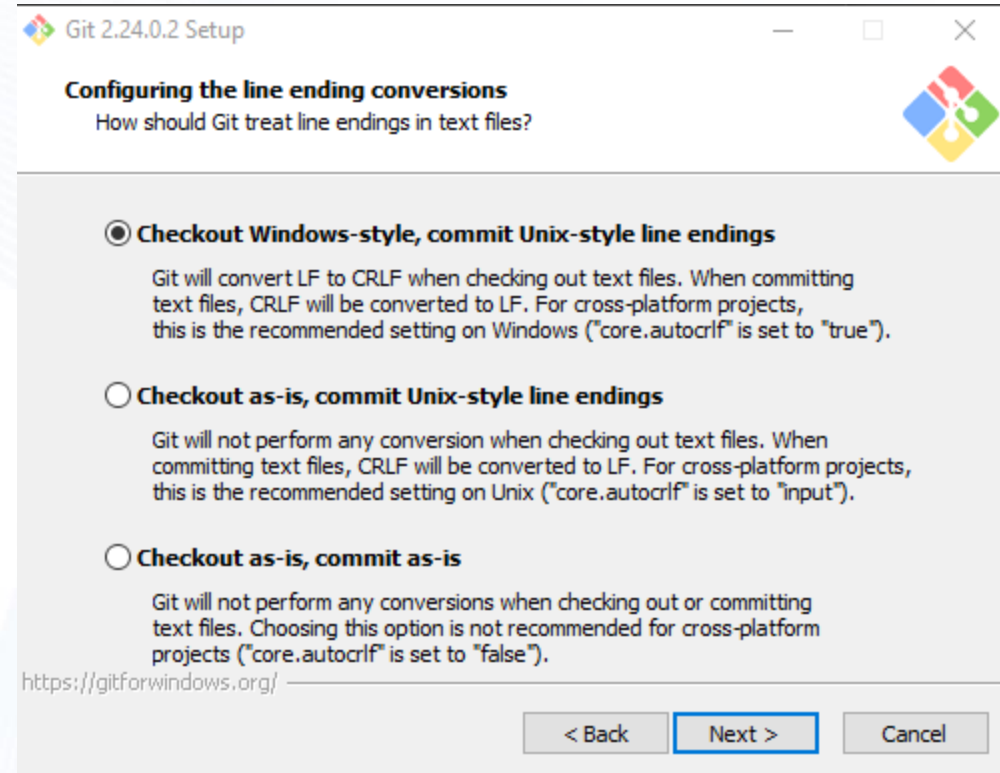 Git 2.24.0.2 Setup
Configuring the line ending conversions
How should Git treat line endings in text files?
Checkout Windows-style, commit Unix-style line endings
Git will convert LF to CRLF when checking out text files. When committing
text files, CRLF will be converted to LF. For cross-platform projects,
this is the recommended setting on Windows ("core.autocrlf" is set to "true").
Checkout as-is, commit Unix-style line endings
Git will not perform any conversion when checking out text files. When
committing text files, CRLF will be converted to LF. For cross-platform projects,
this is the recommended setting on Unix ("core.autocrlf" is set to "input").
Checkout as-is, commit as-is
Git will not perform any conversions when checking out or committing
text files. Choosing this option is not recommended for cross-platform
projects ("core.autocrlf" is set to "false").
https://gitforwindows.org/
< Back Next > Cancel